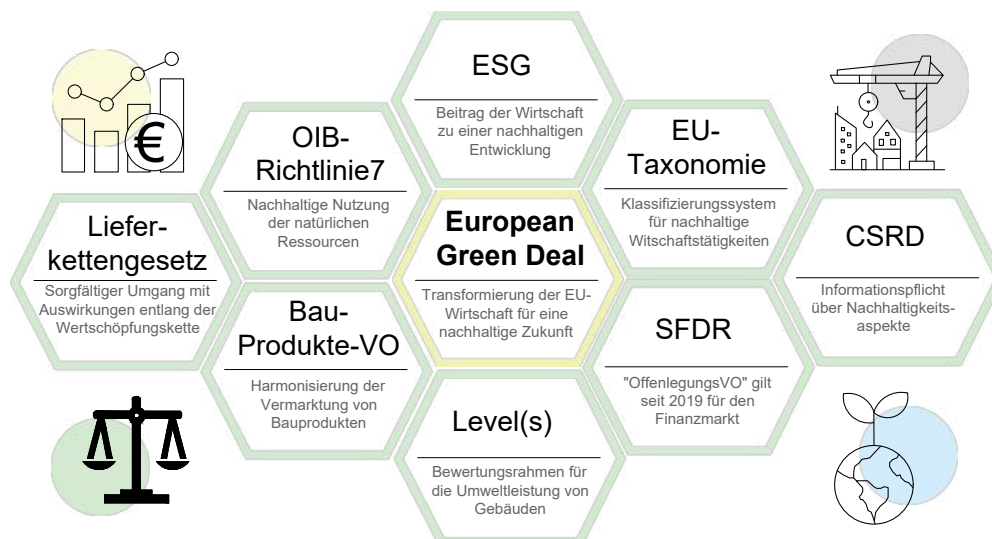 ESG
Beitrag der Wirtschaft
zu einer nachhaltigen
Entwicklung
OIB-
Richtlinie7
Nachhaltige Nutzung
der natürlichen
Ressourcen
EU-
Taxonomie
Klassifizierungssystem
für nachhaltige
Witschaftstätigkeiten
€
Liefer-
kettengesetz
Sorgfältiger Umgang mit
Auswirkungen entlang der
Wertschöpfungskette
European
Green Deal
Transformierung der EU-
Wirtschaft für eine
nachhaltige Zukunft
CSRD
Informationspflicht
über Nachhaltigkeits-
aspekte
Bau-
Produkte-VO
Harmonisierung der
Vermarktung von
Bauprodukten
SFDR
"OffenlegungsVO" gilt
seit 2019 für den
Finanzmarkt
Level(s)
Bewertungsrahmen für
die Umweltleistung von
Gebäuden